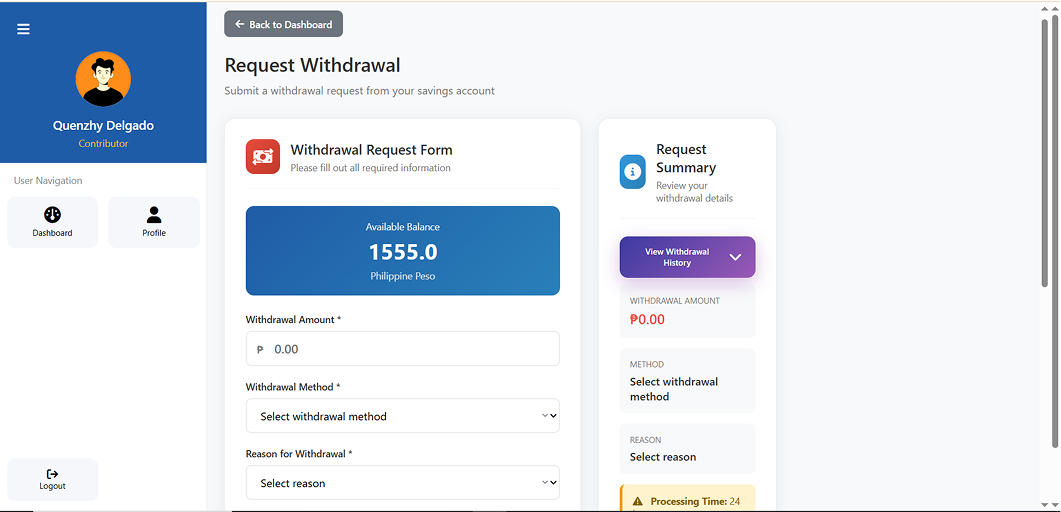 Back to Dashboard
Request Withdrawal
Submit a withdrawal request from your savings account
Quenzhy Delgado
Contributor
User Navigation
Dashboard
Profile
Logout
Withdrawal Request Form
Please fill out all required information
Available Balance
1555.0
Philippine Peso
Withdrawal Amount *
₱ 0.00
Withdrawal Method *
Select withdrawal method
Reason for Withdrawal *
Select reason
Request
Summary
Review your
withdrawal details
View Withdrawal
History
WITHDRAWAL AMOUNT
₱0.00
METHOD
Select withdrawal
method
REASON
Select reason
Processing Time: 24